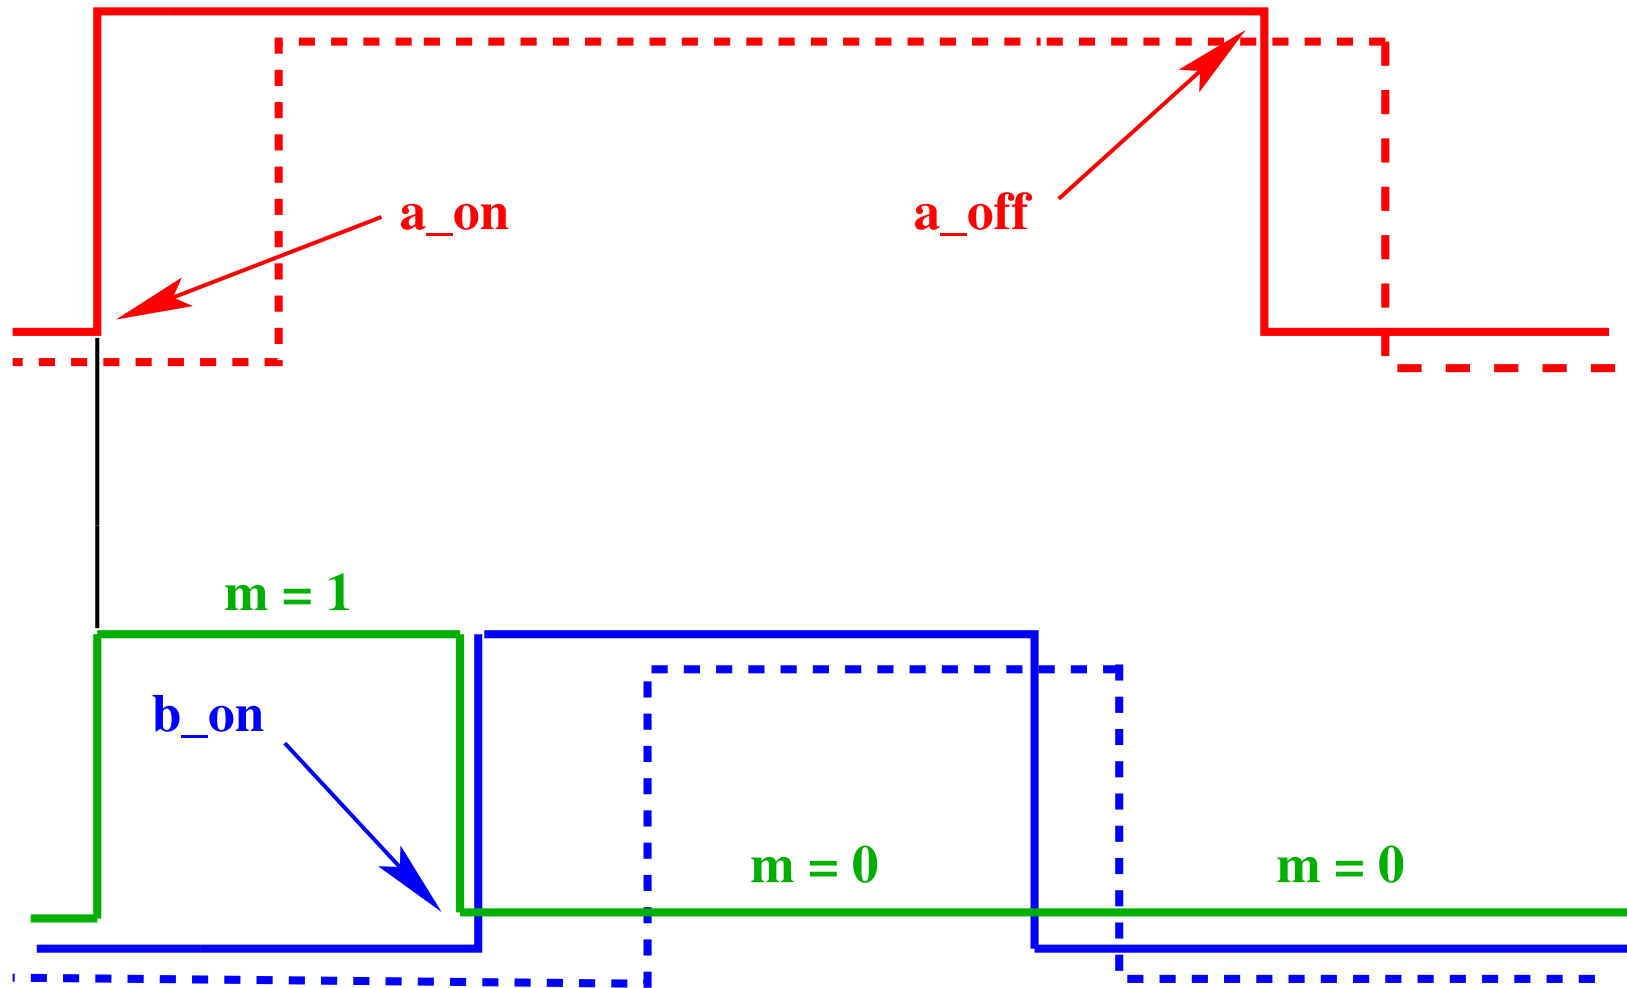 a_on
a_off
m = 1
b_on
m = 0
m = 0